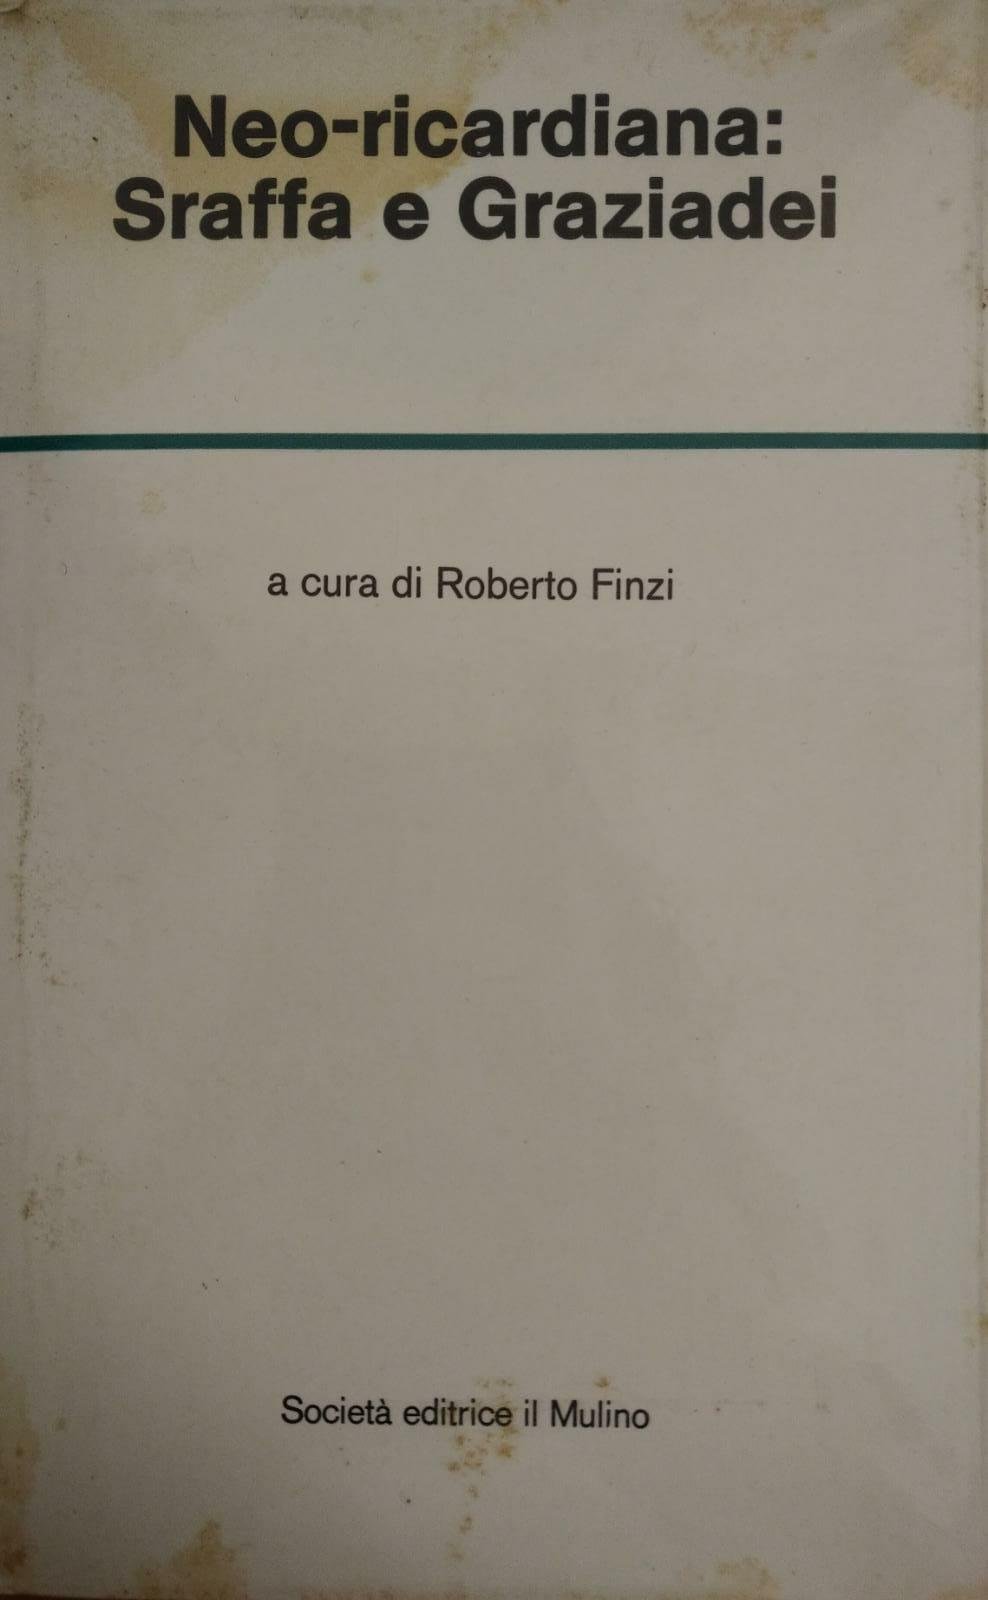 Neo-ricardiana:
Sraffa e Graziadei
a cura di Roberto Finzi
Società editrice il Mulino